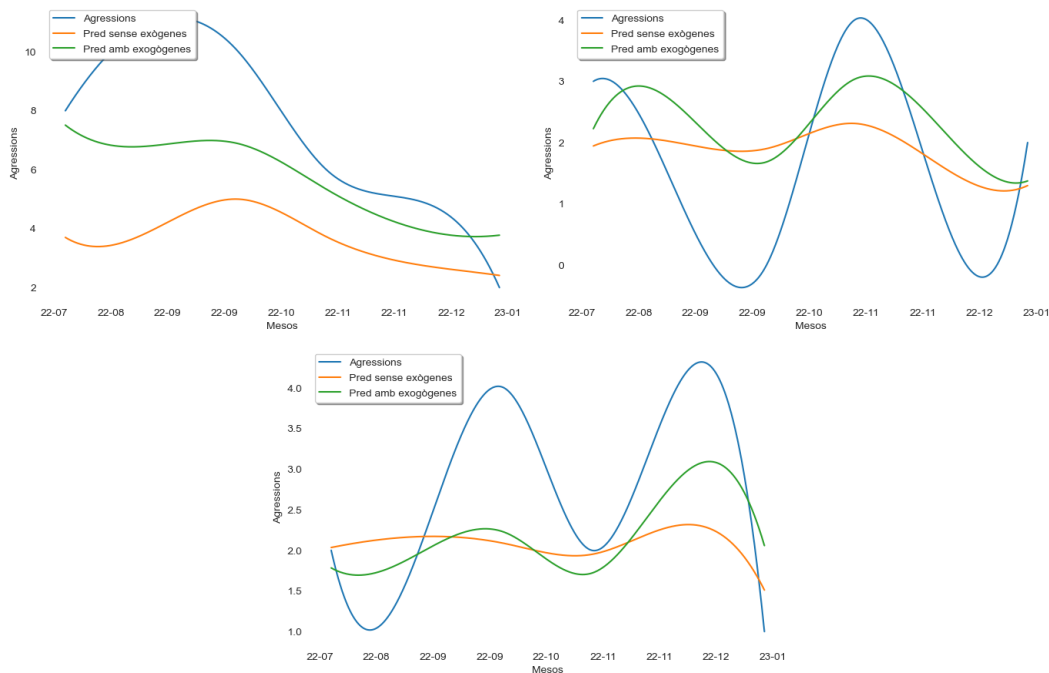 Agressions
Pred sense exògenes
Pred amb exogògenes
10
8
6
4
2
Agressions
22-07
22-08
22-09
22-09
22-10
22-11
22-11
22-12
23-01
Mesos
Agressions
Pred sense exògenes
Pred amb exogògenes
4
3
2
1
0
Agressions
22-07
22-08
22-09
22-09
22-10
22-11
22-11
22-12
23-01
Mesos
Agressions
Pred sense exògenes
Pred amb exogògenes
4.0
3.5
3.0
2.5
2.0
1.5
1.0
Agressions
22-07
22-08
22-09
22-09
22-10
22-11
22-11
22-12
23-01
Mesos